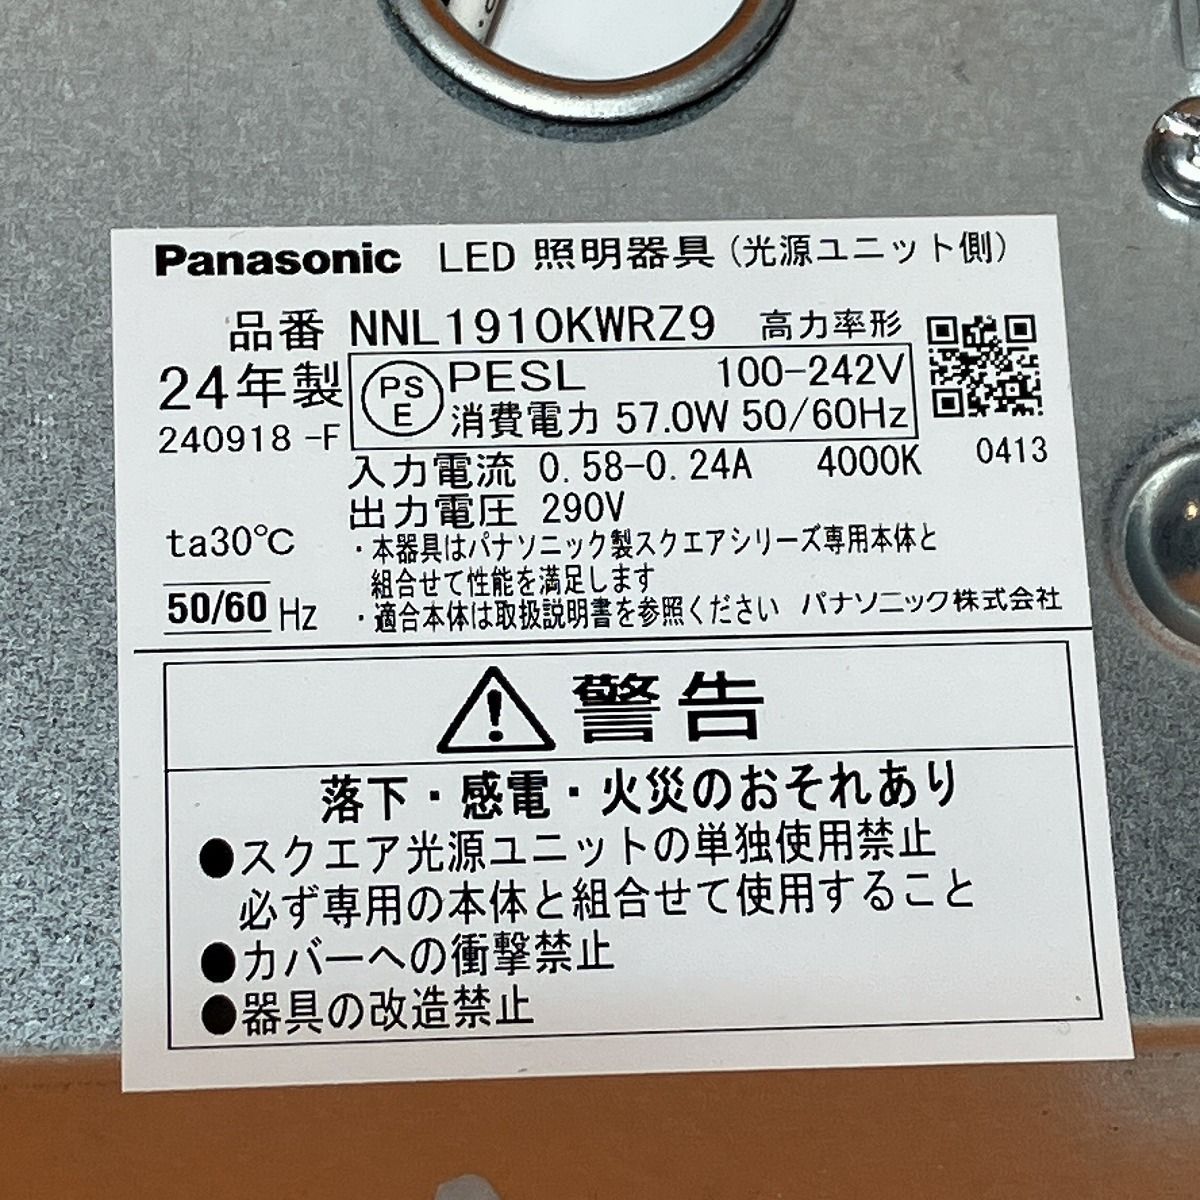 Panasonic LED 照明器具(光源ユニット側)
品番 NNL1910KWRZ9 高力率形
24年製 PS E PESL 100-242V
240918 -F 消費電力 57.0W 50/60Hz
入力電流 0.58-0.24A 4000K 0413
出力電圧 290V
ta30℃ ・本器具はパナソニック製スクエアシリーズ専用本体と
組合せて性能を満足します
50/60 Hz ・適合本体は取扱説明書を参照ください パナソニック株式会社
警告
落下・感電・火災のおそれあり
●スクエア光源ユニットの単独使用禁止
必ず専用の本体と組合せて使用すること
●カバーへの衝撃禁止
●器具の改造禁止